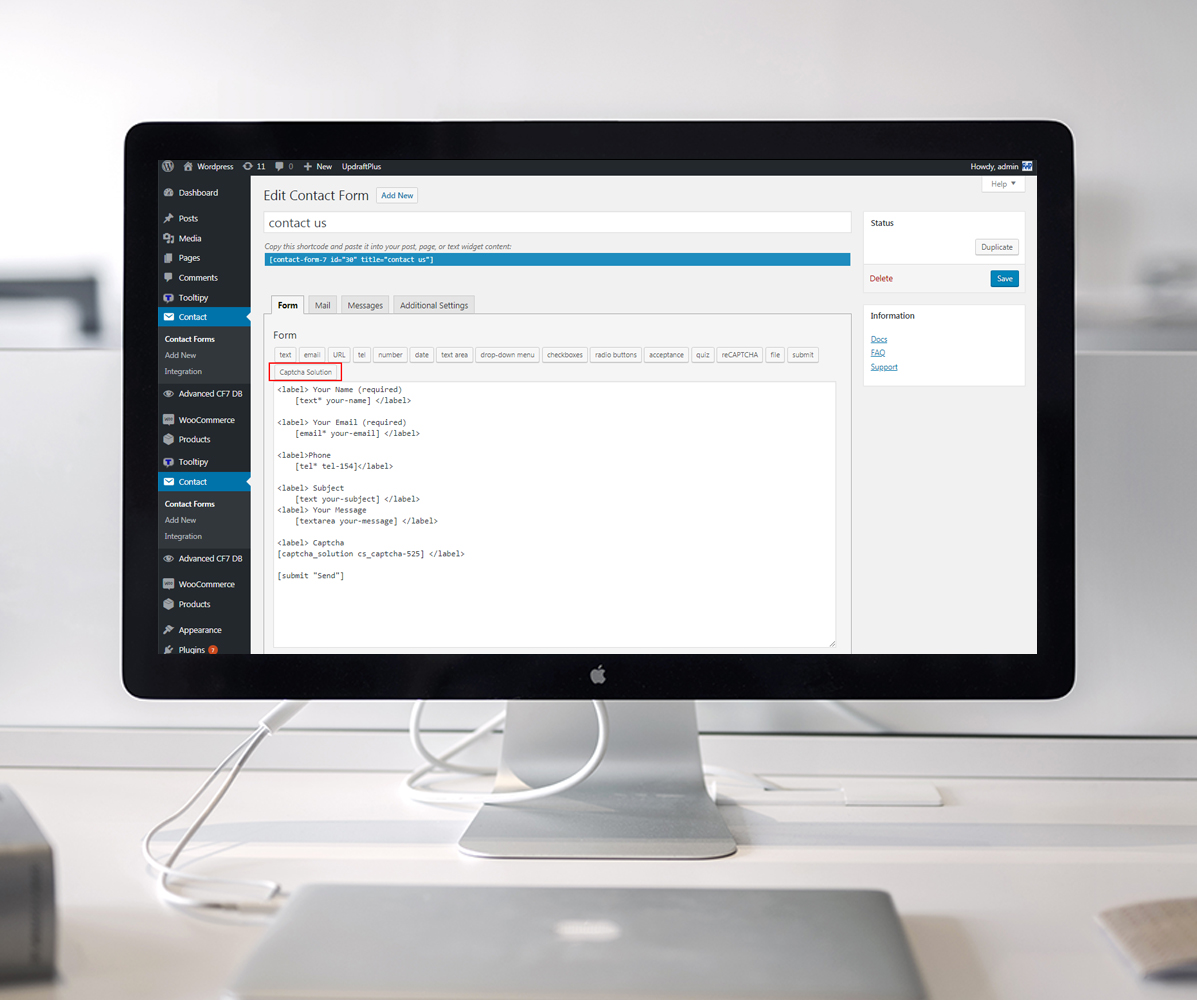 Wordpress 11 0 New UpdraftPlus Howdy, admin
Help
Dashboard
Posts
Media
Pages
Comments
Tooltipy
Contact
Contact Forms
Add New
Integration
Advanced CF7 DB
WooCommerce
Products
Tooltipy
Contact
Contact Forms
Add New
Integration
Advanced CF7 DB
WooCommerce
Products
Appearance
Plugins 7
Edit Contact Form Add New
contact us
Copy this shortcode and paste it into your post, page, or text widget content:
[contact-form-7 id="30" title="contact us"]
Form Mail Messages Additional Settings
Form
text email URL tel number date text area drop-down menu checkboxes radio buttons acceptance quiz reCAPTCHA file submit
Captcha Solution
<label> Your Name (required)
[text* your-name] </label>
<label> Your Email (required)
[email* your-email] </label>
<label>Phone
[tel* tel-154]</label>
<label> Subject
[text your-subject] </label>
<label> Your Message
[textarea your-message] </label>
<label> Captcha
[captcha_solution cs_captcha-525] </label>
[submit "Send"]
Status
Duplicate
Delete Save
Information
Docs
FAQ
Support